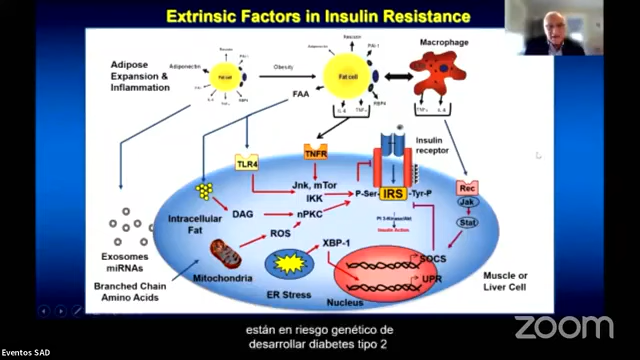 Extrinsic Factors in Insulin Resistance
Adipose
Expansion &
Inflammation
Adiponectin
Fat cell
Obesity
Resistin
PAI-1
Fat cell
RBP4
IL 6
TNFα
Macrophage
TNFα
IL 6
FAA
TLR4
TNFR
Insulin
receptor
Jnk, mTor
IKK
P-Ser-
IRS
-Tyr-P
Rec
Jak
Stat
Intracellular
Fat
DAG
nPKC
ROS
PI 3-Kinase/Akt
Insulin Action
XBP-1
SOCS
UPR
Exosomes
miRNAs
Mitochondria
Branched Chain
Amino Acids
ER Stress
Nucleus
Muscle or
Liver Cell
están en riesgo genético de
desarrollar diabetes tipo 2
Eventos SAD
zoom